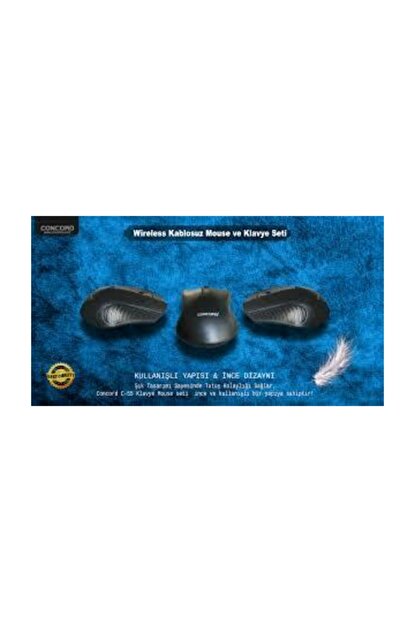 CONCORD
Wireless Kablosuz Mouse ve Klavye Seti
CONCORD
KULLANIŞLI YAPISI & İNCE DİZAYNI
Şık Tasarımı Sayesinde Tutuş Kolaylığı Sağlar.
Concord C-55 Klavye Mouse seti ince ve kullanışlı bir yapıya sahiptir!